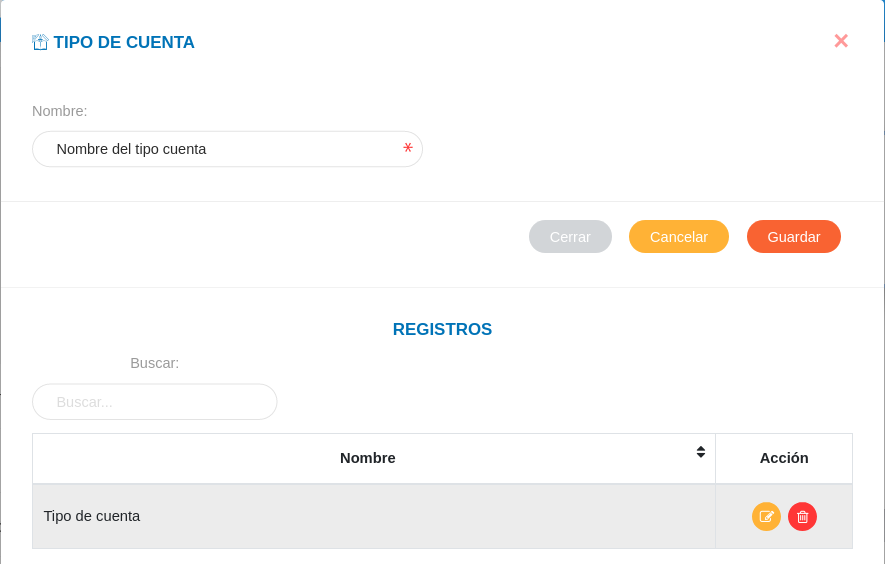 TIPO DE CUENTA
Nombre:
Nombre del tipo cuenta
Cerrar Cancelar Guardar
REGISTROS
Buscar:
Buscar...
Nombre Acción
Tipo de cuenta